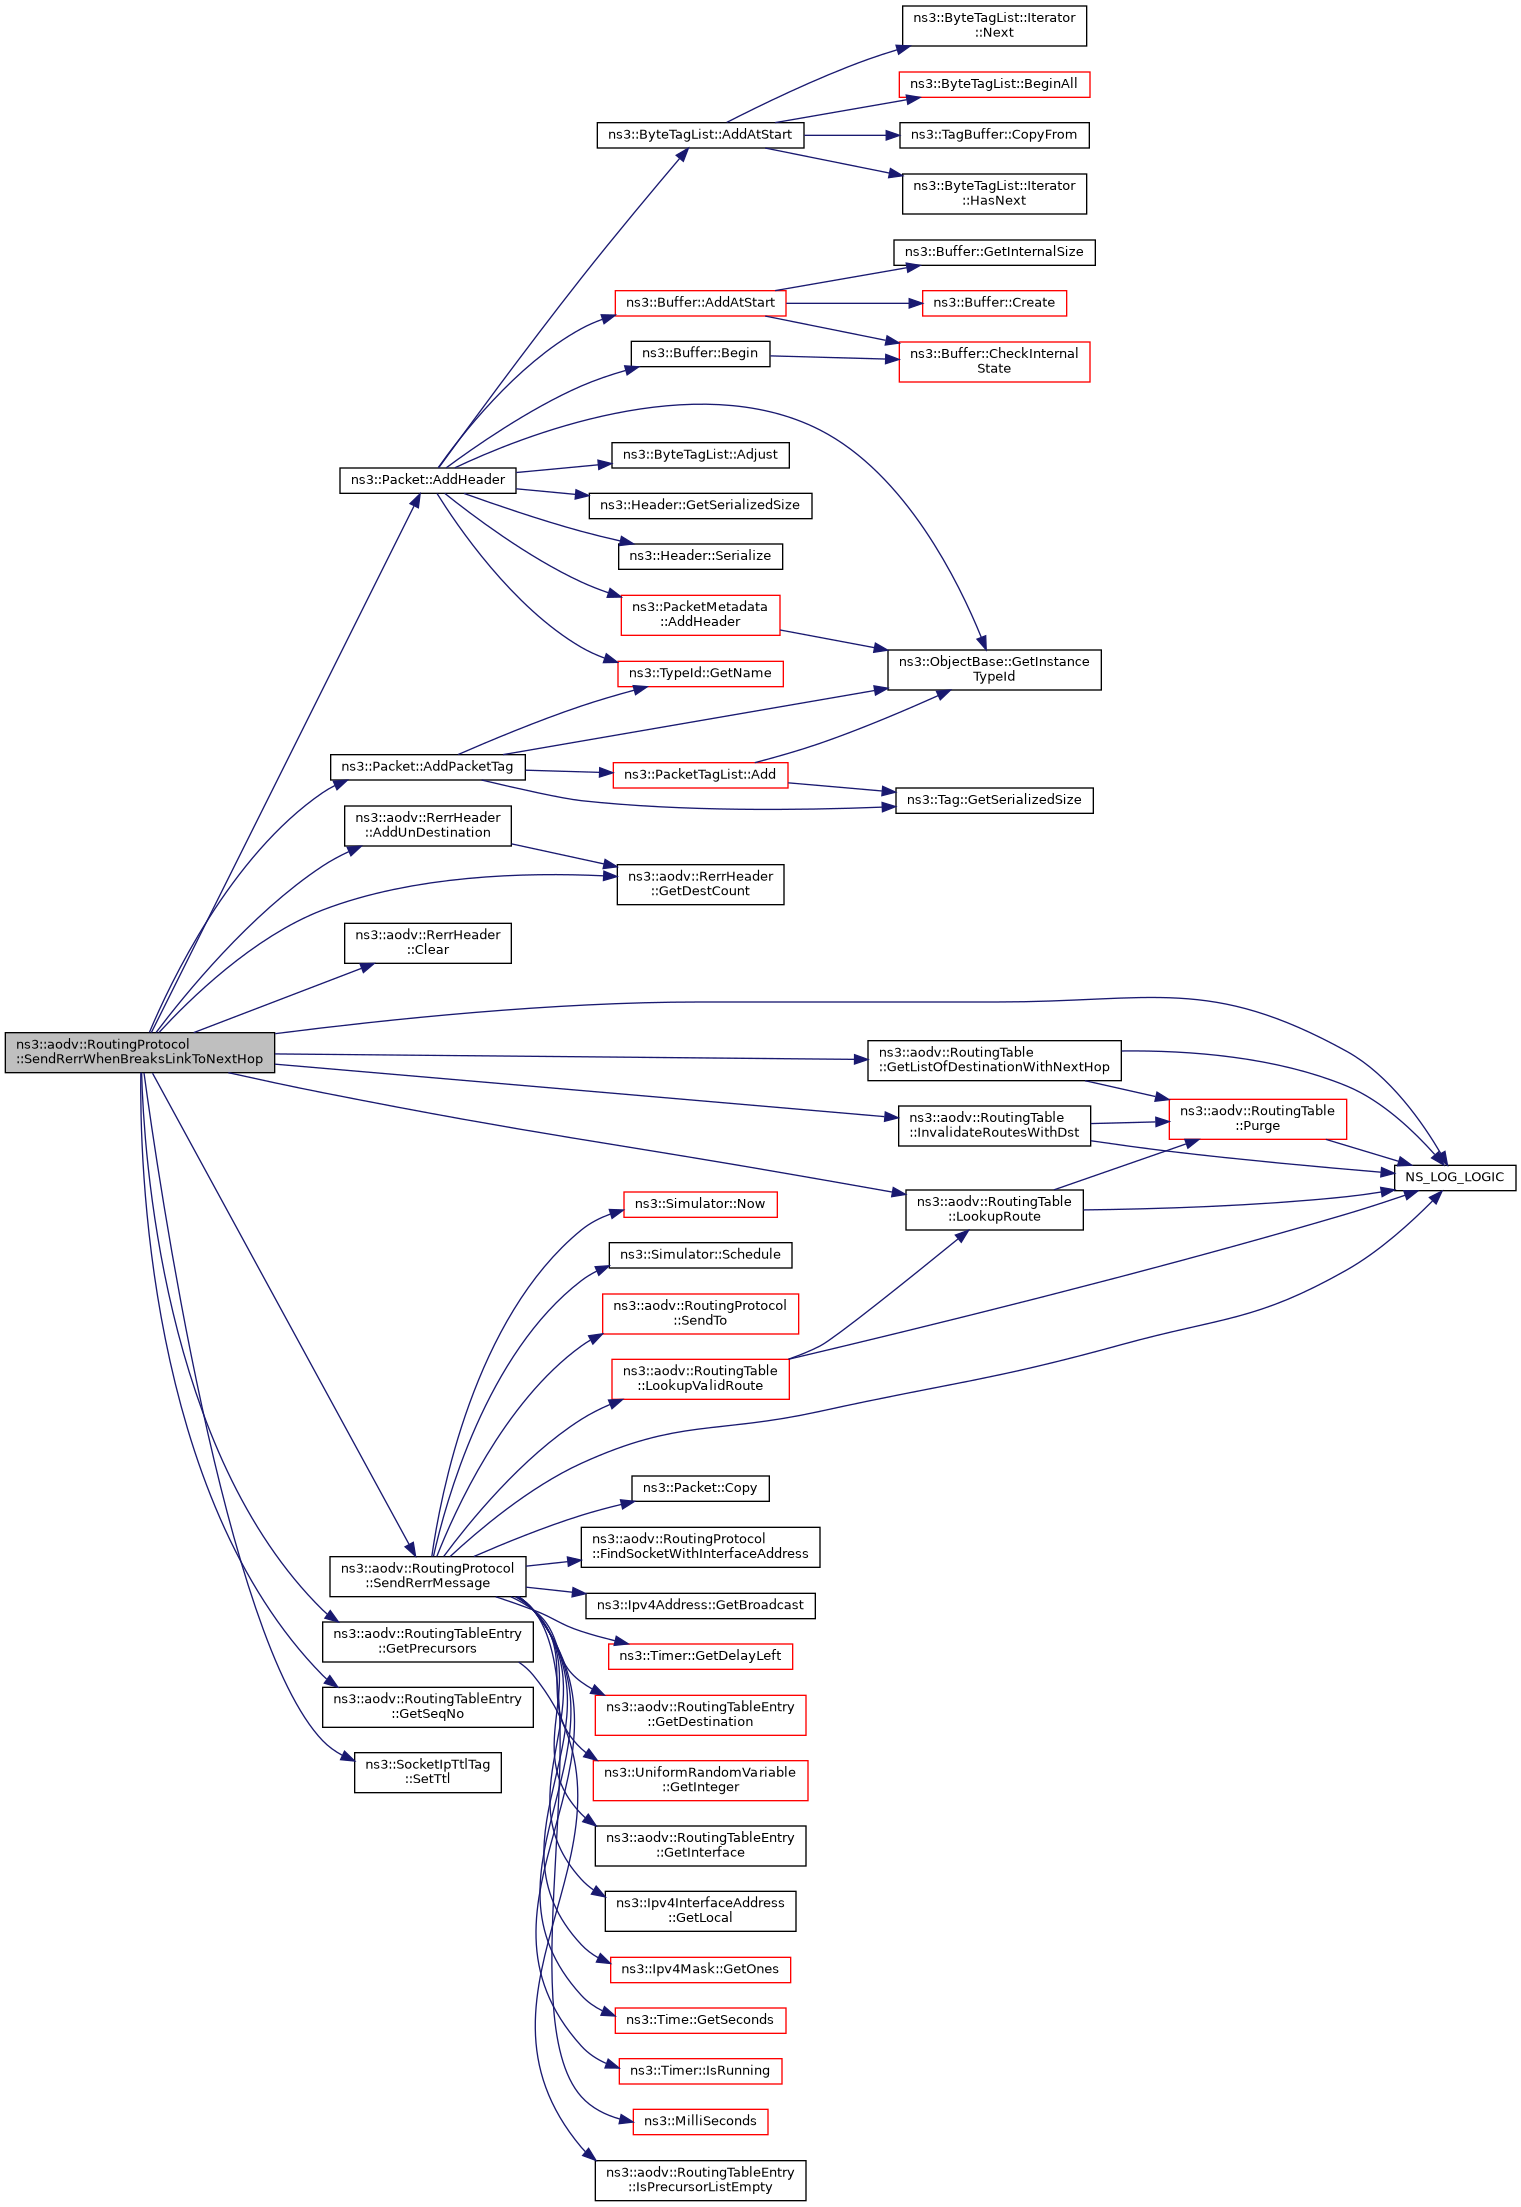 ns3::ByteTagList::Iterator
::Next
ns3::ByteTagList::BeginAll
ns3::ByteTagList::AddAtStart
ns3::TagBuffer::CopyFrom
ns3::ByteTagList::Iterator
::HasNext
ns3::Buffer::GetInternalSize
ns3::Buffer::AddAtStart
ns3::Buffer::Create
ns3::Buffer::Begin
ns3::Buffer::CheckInternal
State
ns3::ByteTagList::Adjust
ns3::Packet::AddHeader
ns3::Header::GetSerializedSize
ns3::Header::Serialize
ns3::PacketMetadata
::AddHeader
ns3::ObjectBase::GetInstance
TypeId
ns3::TypeId::GetName
ns3::Packet::AddPacketTag
ns3::PacketTagList::Add
ns3::Tag::GetSerializedSize
ns3::aodv::RerrHeader
::AddUnDestination
ns3::aodv::RerrHeader
::GetDestCount
ns3::aodv::RerrHeader
::Clear
ns3::aodv::RoutingProtocol
::SendRerrWhenBreaksLinkToNextHop
ns3::aodv::RoutingTable
::GetListOfDestinationWithNextHop
ns3::aodv::RoutingTable
::InvalidateRoutesWithDst
ns3::aodv::RoutingTable
::Purge
NS_LOG_LOGIC
ns3::aodv::RoutingTable
::LookupRoute
ns3::Simulator::Now
ns3::Simulator::Schedule
ns3::aodv::RoutingProtocol
::SendTo
ns3::aodv::RoutingTable
::LookupValidRoute
ns3::Packet::Copy
ns3::aodv::RoutingProtocol
::FindSocketWithInterfaceAddress
ns3::aodv::RoutingProtocol
::SendRerrMessage
ns3::Ipv4Address::GetBroadcast
ns3::aodv::RoutingTableEntry
::GetPrecursors
ns3::Timer::GetDelayLeft
ns3::aodv::RoutingTableEntry
::GetSeqNo
ns3::aodv::RoutingTableEntry
::GetDestination
ns3::SocketIpTtlTag
::SetTtl
ns3::UniformRandomVariable
::GetInteger
ns3::aodv::RoutingTableEntry
::GetInterface
ns3::Ipv4InterfaceAddress
::GetLocal
ns3::Ipv4Mask::GetOnes
ns3::Time::GetSeconds
ns3::Timer::IsRunning
ns3::MilliSeconds
ns3::aodv::RoutingTableEntry
::IsPrecursorListEmpty